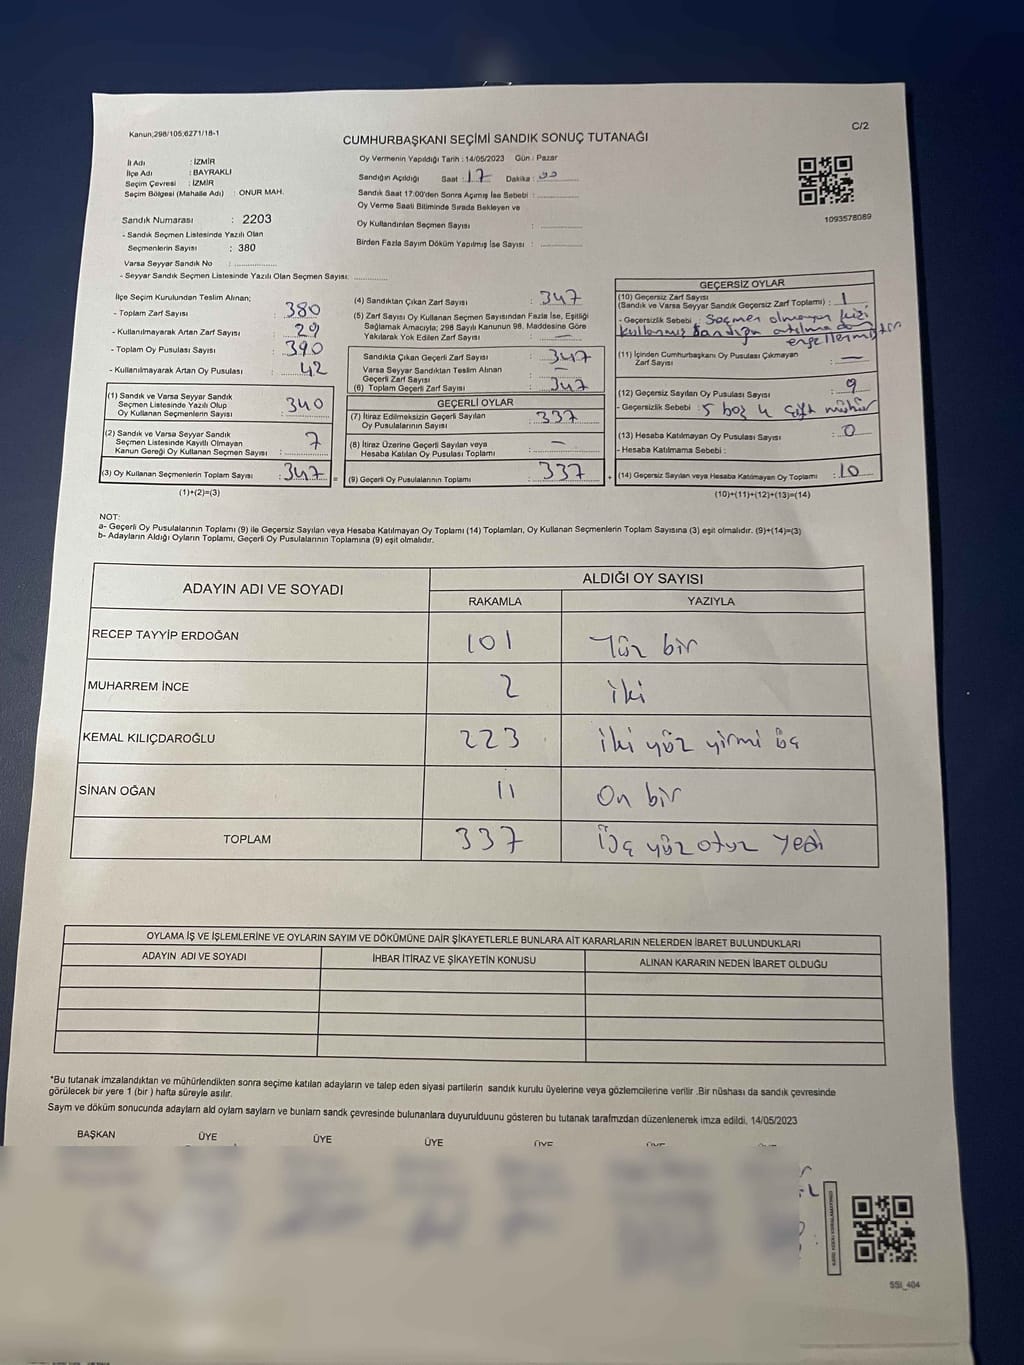 Kanun;298/105;6271/18-1
C/2
CUMHURBAŞKANI SEÇİMİ SANDIK SONUÇ TUTANAĞI
İl Adı : İZMİR
İlçe Adı : BAYRAKLI
Seçim Çevresi : İZMİR
Seçim Bölgesi (Mahalle Adı) : ONUR MAH.
Oy Vermenin Yapıldığı Tarih : 14/05/2023 Gün : Pazar
Sandığın Açıldığı Saat : 17 Dakika : 00
Sandık Saat 17:00'den Sonra Açımış İse Sebebi :
Oy Verme Saati Bitiminde Sırada Bekleyen ve
Oy Kullandırılan Seçmen Sayısı :
Birden Fazla Sayım Döküm Yapılmış İse Sayısı :
1093578089
Sandık Numarası : 2203
- Sandık Seçmen Listesinde Yazılı Olan
Seçmenlerin Sayısı : 380
Varsa Seyyar Sandık No :
- Seyyar Sandık Seçmen Listesinde Yazılı Olan Seçmen Sayısı:
İlçe Seçim Kurulundan Teslim Alınan;
- Toplam Zarf Sayısı : 380
- Kullanılmayarak Artan Zarf Sayısı : 29
- Toplam Oy Pusulası Sayısı : 390
- Kullanılmayarak Artan Oy Pusulası : 42
(1) Sandık ve Varsa Seyyar Sandık
Seçmen Listesinde Yazılı Olup
Oy Kullanan Seçmenlerin Sayısı : 340
(2) Sandık ve Varsa Seyyar Sandık
Seçmen Listesinde Kayıtlı Olmayan
Kanun Gereği Oy Kullanan Seçmen Sayısı : 7
(3) Oy Kullanan Seçmenlerin Toplam Sayısı : 347
(1)+(2)=(3)
(4) Sandıktan Çıkan Zarf Sayısı : 347
(5) Zarf Sayısı Oy Kullanan Seçmen Sayısından Fazla İse, Eşitliği
Sağlamak Amacıyla; 298 Sayılı Kanunun 98. Maddesine Göre
Yakılarak Yok Edilen Zarf Sayısı : —
Sandıkta Çıkan Geçerli Zarf Sayısı : 347
Varsa Seyyar Sandıktan Teslim Alınan
Geçerli Zarf Sayısı : —
(6) Toplam Geçerli Zarf Sayısı : 347
GEÇERLİ OYLAR
(7) İtiraz Edilmeksizin Geçerli Sayılan
Oy Pusulalarının Sayısı : 337
(8) İtiraz Üzerine Geçerli Sayılan veya
Hesaba Katılan Oy Pusulası Toplamı : —
(9) Geçerli Oy Pusulalarının Toplamı : 337
GEÇERSİZ OYLAR
(10) Geçersiz Zarf Sayısı
(Sandık ve Varsa Seyyar Sandık Geçersiz Zarf Toplamı) : 1
- Geçersizlik Sebebi : Seçmen olmayan kişi
kullanmış sandığa atılmadan
engellenmiştir
(11) İçinden Cumhurbaşkanı Oy Pusulası Çıkmayan
Zarf Sayısı : —
(12) Geçersiz Sayılan Oy Pusulası Sayısı : 9
- Geçersizlik Sebebi : 5 boş 4 çift mühür
(13) Hesaba Katılmayan Oy Pusulası Sayısı : 0
- Hesaba Katılmama Sebebi :
(14) Geçersiz Sayılan veya Hesaba Katılmayan Oy Toplamı : 10
(10)+(11)+(12)+(13)=(14)
NOT:
a- Geçerli Oy Pusulalarının Toplamı (9) ile Geçersiz Sayılan veya Hesaba Katılmayan Oy Toplamı (14) Toplamları, Oy Kullanan Seçmenlerin Toplam Sayısına (3) eşit olmalıdır. (9)+(14)=(3)
b- Adayların Aldığı Oyların Toplamı, Geçerli Oy Pusulalarının Toplamına (9) eşit olmalıdır.
ADAYIN ADI VE SOYADI
ALDIĞI OY SAYISI
RAKAMLA YAZIYLA
RECEP TAYYİP ERDOĞAN 101 Yüz bir
MUHARREM İNCE 2 iki
KEMAL KILIÇDAROĞLU 223 iki yüz yirmi üç
SİNAN OĞAN 11 On bir
TOPLAM 337 Üç yüz otuz yedi
OYLAMA İŞ VE İŞLEMLERİNE VE OYLARIN SAYIM VE DÖKÜMÜNE DAİR ŞİKAYETLERLE BUNLARA AİT KARARLARIN NELERDEN İBARET BULUNDUKLARI
ADAYIN ADI VE SOYADI İHBAR İTİRAZ VE ŞİKAYETİN KONUSU ALINAN KARARIN NEDEN İBARET OLDUĞU
*Bu tutanak imzalandıktan ve mühürlendikten sonra seçime katılan adayların ve talep eden siyasi partilerin sandık kurulu üyelerine veya gözlemcilerine verilir .Bir nüshası da sandık çevresinde
görülecek bir yere 1 (bir ) hafta süreyle asılır.
Sayım ve döküm sonucunda adayların ald oyların sayıların ve bunların sandk çevresinde bulunanlara duyurulduunu gösteren bu tutanak tarafmzdan düzenlenerek imza edildi. 14/05/2023
BAŞKAN ÜYE ÜYE ÜYE ÜYE
SSİ_404